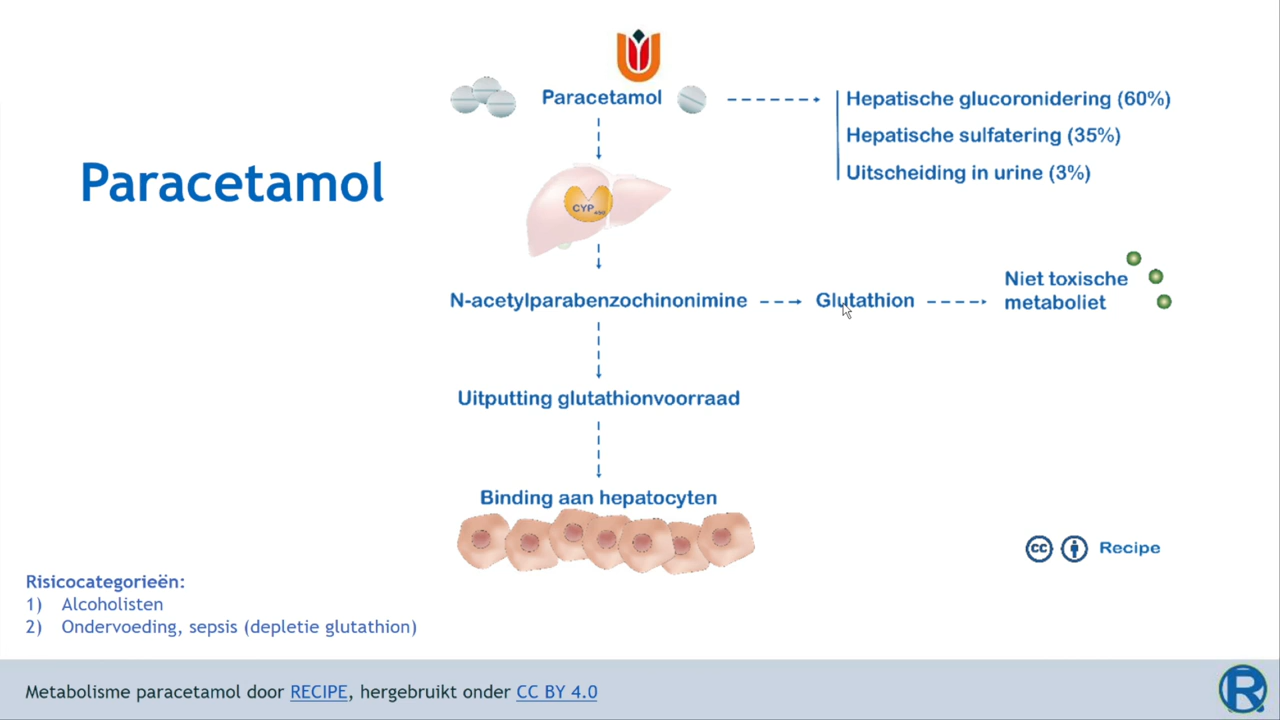 Paracetamol
Paracetamol
Hepatische glucoronidering (60%)
Hepatische sulfatering (35%)
Uitscheiding in urine (3%)
CYP
N-acetylparabenzochinonimine
Glutathion
Niet toxische
metaboliet
Uitputting glutathionvoorraad
Binding aan hepatocyten
cc
Recipe
Risicocategorieën:
1) Alcoholisten
2) Ondervoeding, sepsis (depletie glutathion)
Metabolisme paracetamol door RECIPE, hergebruikt onder CC BY 4.0
R